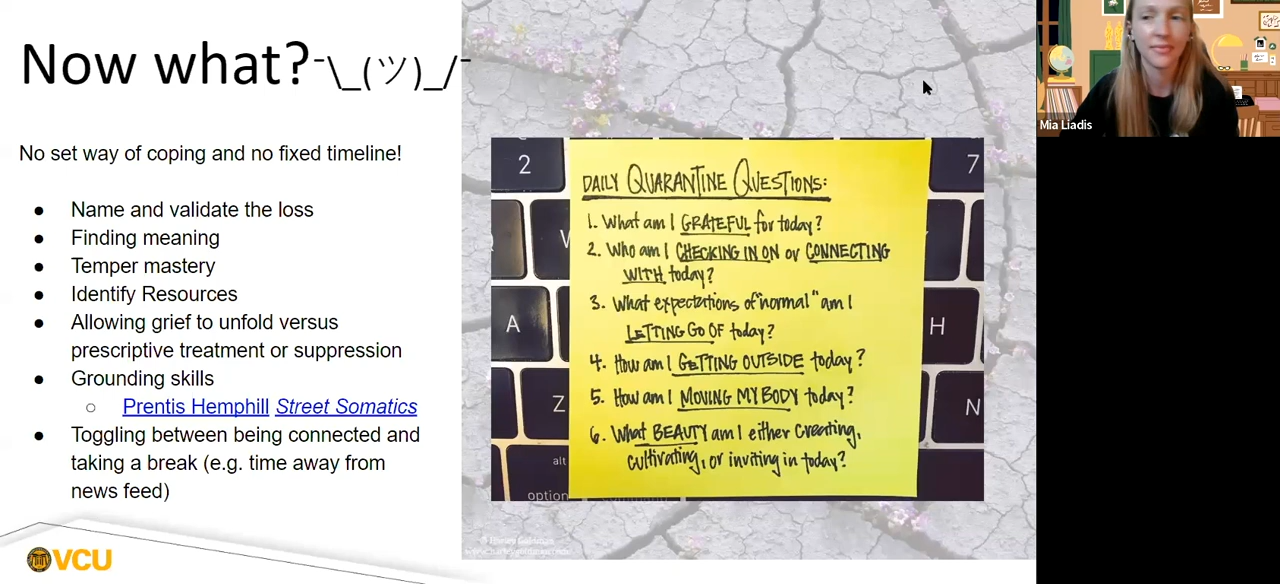 Now what? ¯\_(ツ)_/¯
No set way of coping and no fixed timeline!
● Name and validate the loss
● Finding meaning
● Temper mastery
● Identify Resources
● Allowing grief to unfold versus
prescriptive treatment or suppression
● Grounding skills
○ Prentis Hemphill Street Somatics
● Toggling between being connected and
taking a break (e.g. time away from
news feed)
VCU
2
7
A
H
Z
N
alt
option
DAILY QUARANTINE QUESTIONS:
1. What am I GRATEFUL for today?
2. Who am I CHECKING IN ON or CONNECTING
WITH today?
3. What expectations of "normal" am I
LETTING GO OF today?
4. How am I GETTING OUTSIDE today?
5. How am I MOVING MY BODY today?
6. What BEAUTY am I either creating,
cultivating, or inviting in today?
Mia Liadis